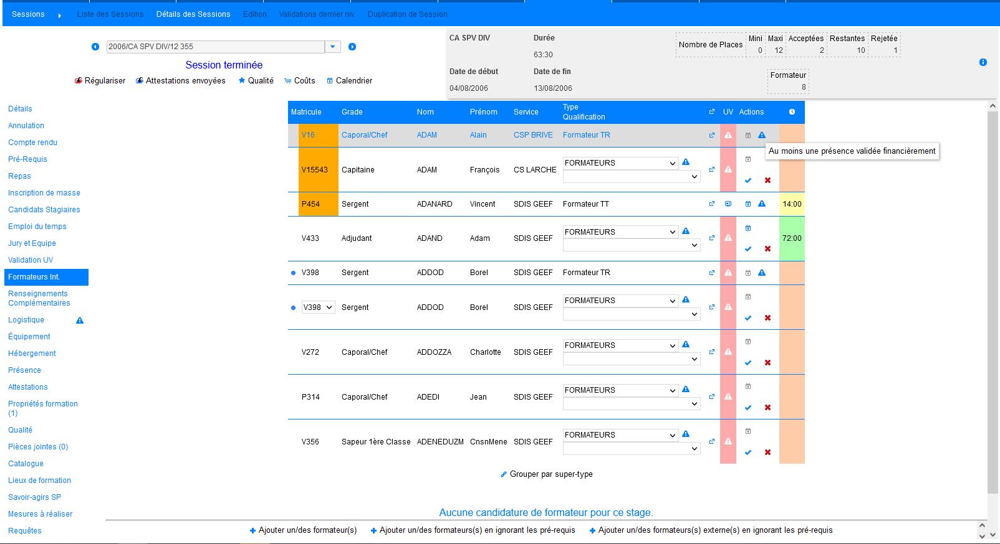 Sessions Liste des Sessions Détails des Sessions Edition Validations dernier niv. Duplication de Session
2006/CA SPV DIV/12 355
Session terminée
Régulariser Attestations envoyées Qualité Coûts Calendrier
CA SPV DIV Durée
63:30
Date de début Date de fin
04/08/2006 13/08/2006
Nombre de Places Mini Maxi Acceptées Restantes Rejetée
0 12 2 10 1
Formateur
8
Détails
Annulation
Compte rendu
Pré-Requis
Repas
Inscription de masse
Candidats Stagiaires
Emploi du temps
Jury et Equipe
Validation UV
Formateurs Int.
Renseignements
Complémentaires
Logistique
Équipement
Hébergement
Présence
Attestations
Propriétés formation
(1)
Qualité
Pièces jointes (0)
Catalogue
Lieux de formation
Savoir-agirs SP
Mesures à réaliser
Requêtes
Matricule Grade Nom Prénom Service Type
Qualification UV Actions
V16 Caporal/Chef ADAM Alain CSP BRIVE Formateur TR
Au moins une présence validée financièrement
V15543 Capitaine ADAM François CS LARCHE FORMATEURS
P454 Sergent ADANARD Vincent SDIS GEEF Formateur TT 14:00
V433 Adjudant ADAND Adam SDIS GEEF FORMATEURS 72:00
V398 Sergent ADDOD Borel SDIS GEEF Formateur TR
V398 Sergent ADDOD Borel SDIS GEEF FORMATEURS
V272 Caporal/Chef ADDOZZA Charlotte SDIS GEEF FORMATEURS
P314 Caporal/Chef ADEDI Jean SDIS GEEF FORMATEURS
V356 Sapeur 1ère Classe ADENEDUZM CnsnMene SDIS GEEF FORMATEURS
Grouper par super-type
Aucune candidature de formateur pour ce stage.
Ajouter un/des formateur(s) Ajouter un/des formateurs(s) en ignorant les pré-requis Ajouter un/des formateurs(s) externe(s) en ignorant les pré-requis